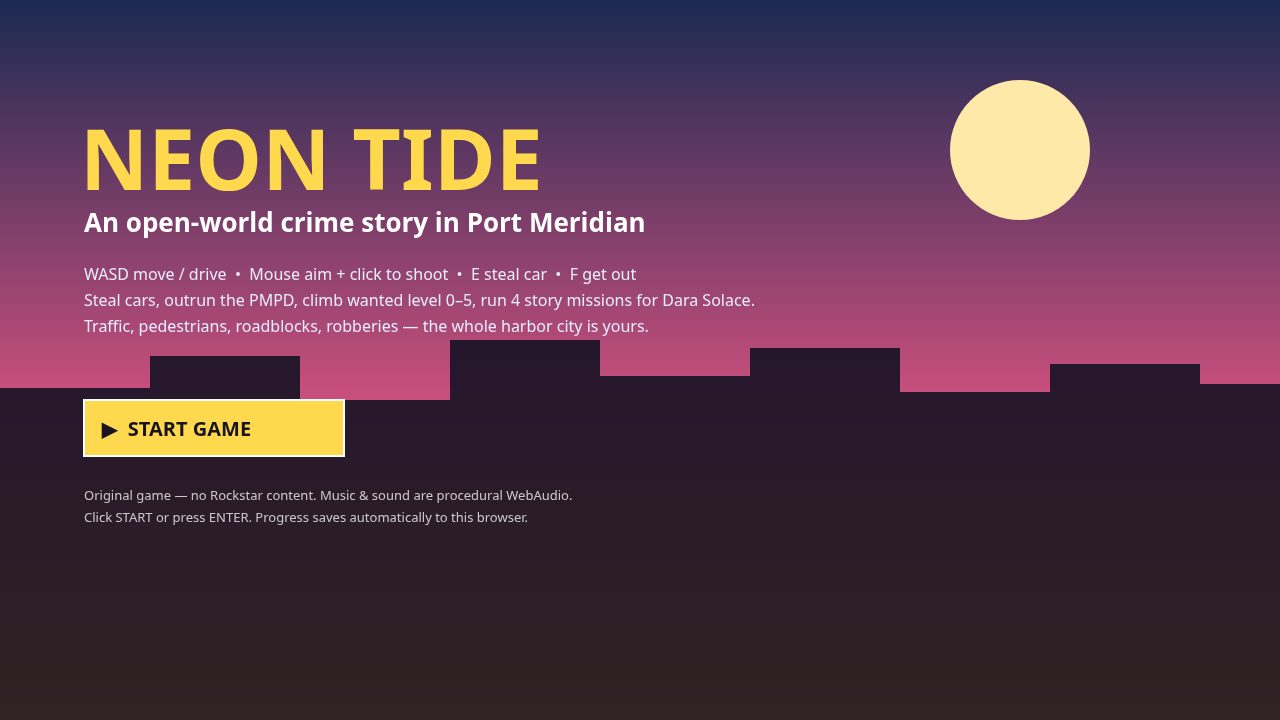 NEON TIDE
An open-world crime story in Port Meridian
WASD move / drive • Mouse aim + click to shoot • E steal car • F get out
Steal cars, outrun the PMPD, climb wanted level 0–5, run 4 story missions for Dara Solace.
Traffic, pedestrians, roadblocks, robberies — the whole harbor city is yours.
▶ START GAME
Original game — no Rockstar content. Music & sound are procedural WebAudio.
Click START or press ENTER. Progress saves automatically to this browser.